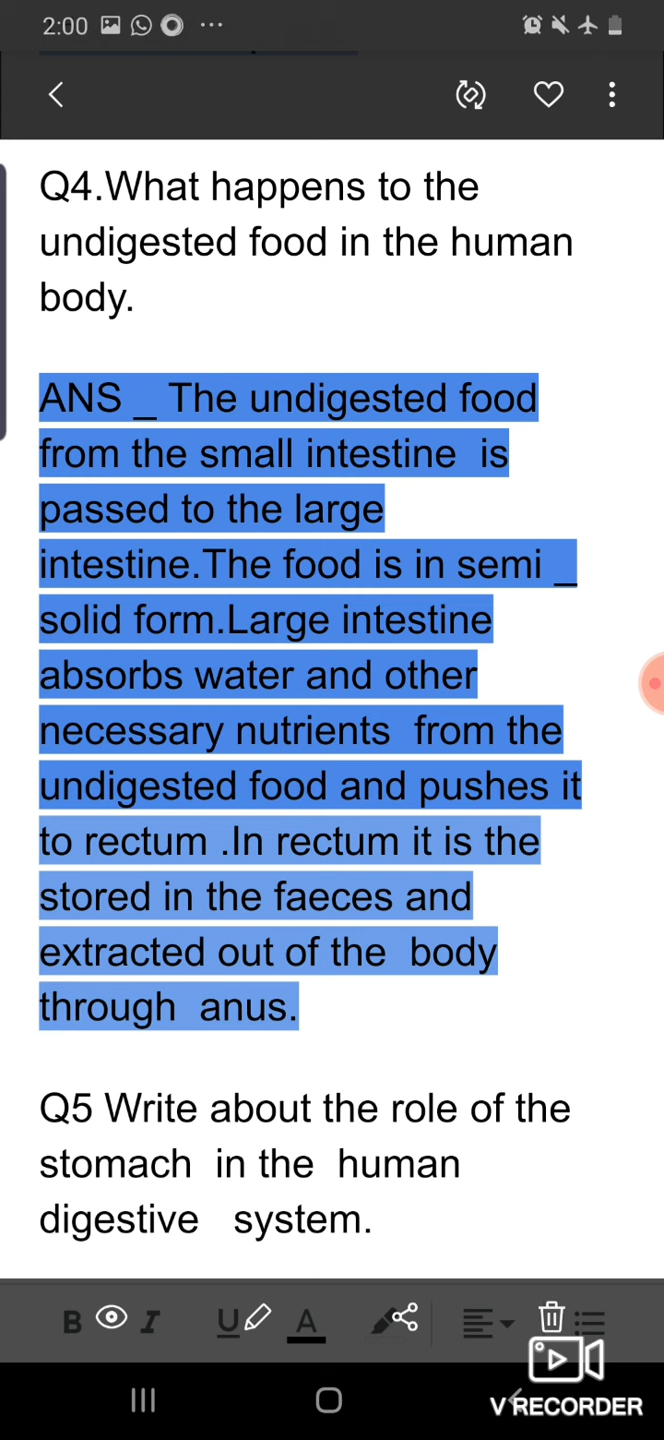 2:00
Q4.What happens to the
undigested food in the human
body.
ANS _ The undigested food
from the small intestine  is
passed to the large
intestine.The food is in semi _
solid form.Large intestine
absorbs water and other
necessary nutrients  from the
undigested food and pushes it
to rectum .In rectum it is the
stored in the faeces and
extracted out of the  body
through  anus.
Q5 Write about the role of the
stomach  in the  human
digestive   system.
B I U A
V RECORDER